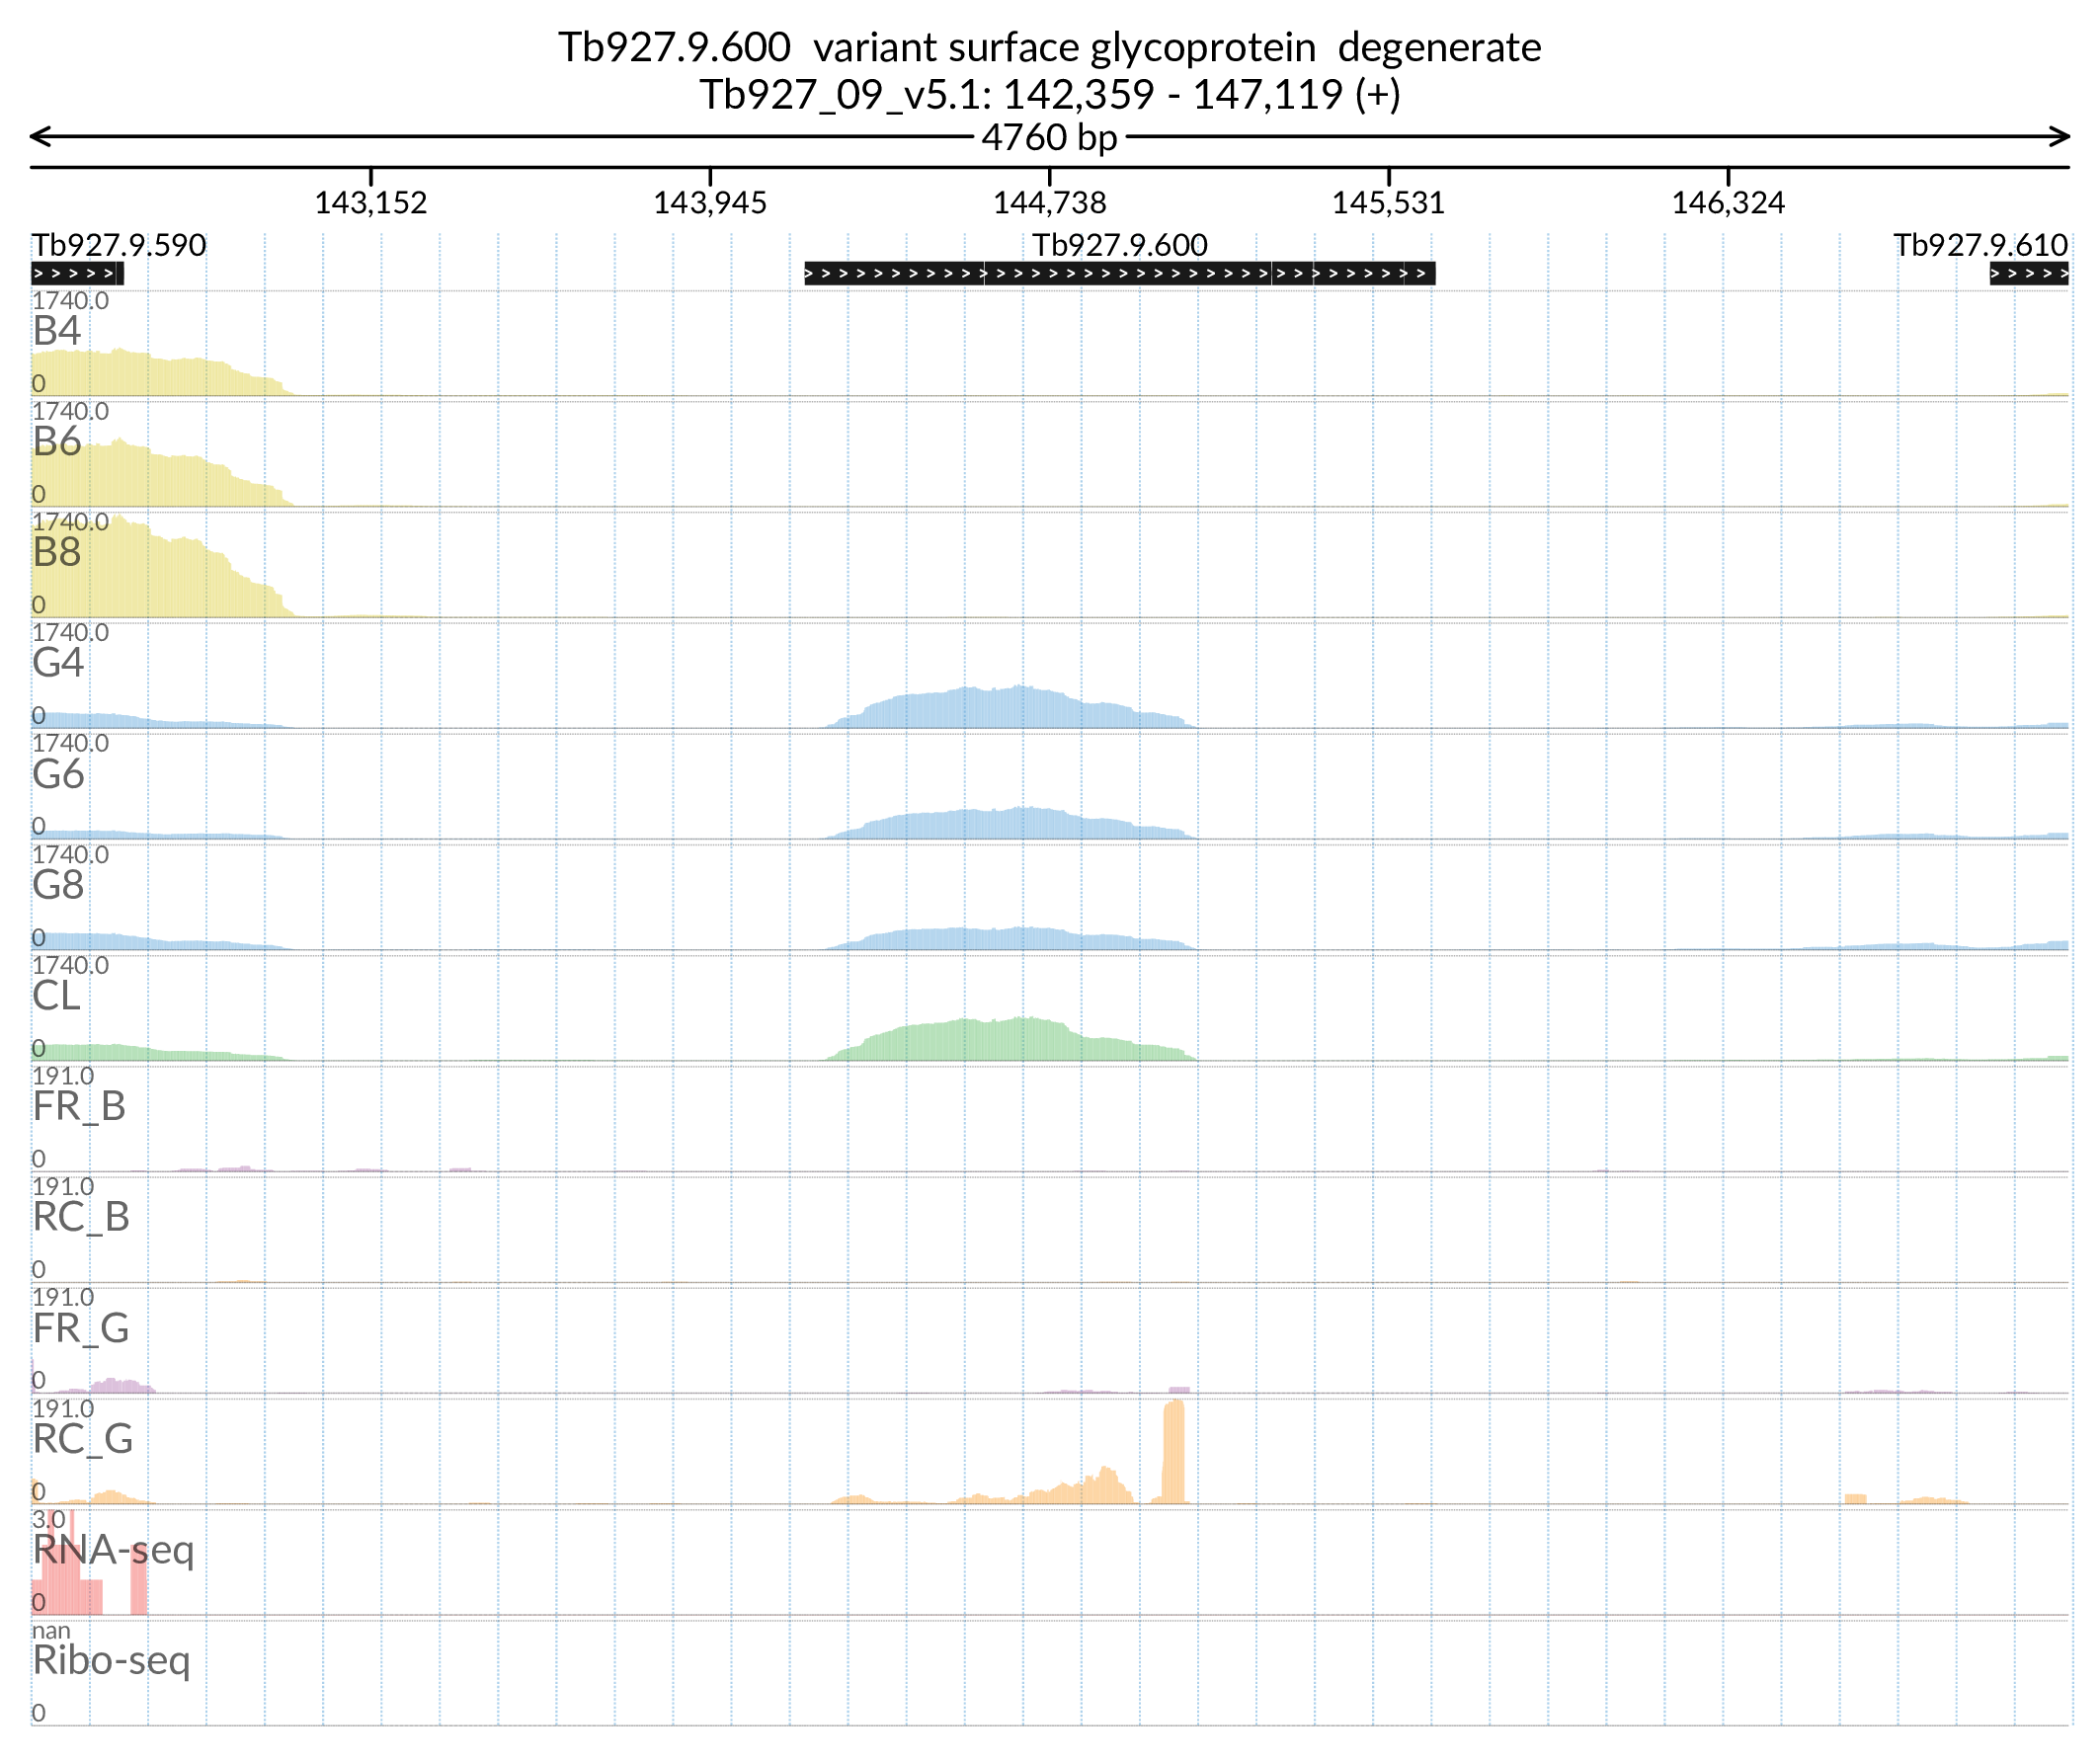 Tb927.9.600 variant surface glycoprotein degenerate
Tb927_09_v5.1: 142,359 - 147,119 (+)
4760 bp
143,152 143,945 144,738 145,531 146,324
Tb927.9.590 Tb927.9.600 Tb927.9.610
1740.0
B4
0
1740.0
B6
0
1740.0
B8
0
1740.0
G4
0
1740.0
G6
0
1740.0
G8
0
1740.0
CL
0
191.0
FR_B
0
191.0
RC_B
0
191.0
FR_G
0
191.0
RC_G
0
3.0
RNA-seq
0
nan
Ribo-seq
0